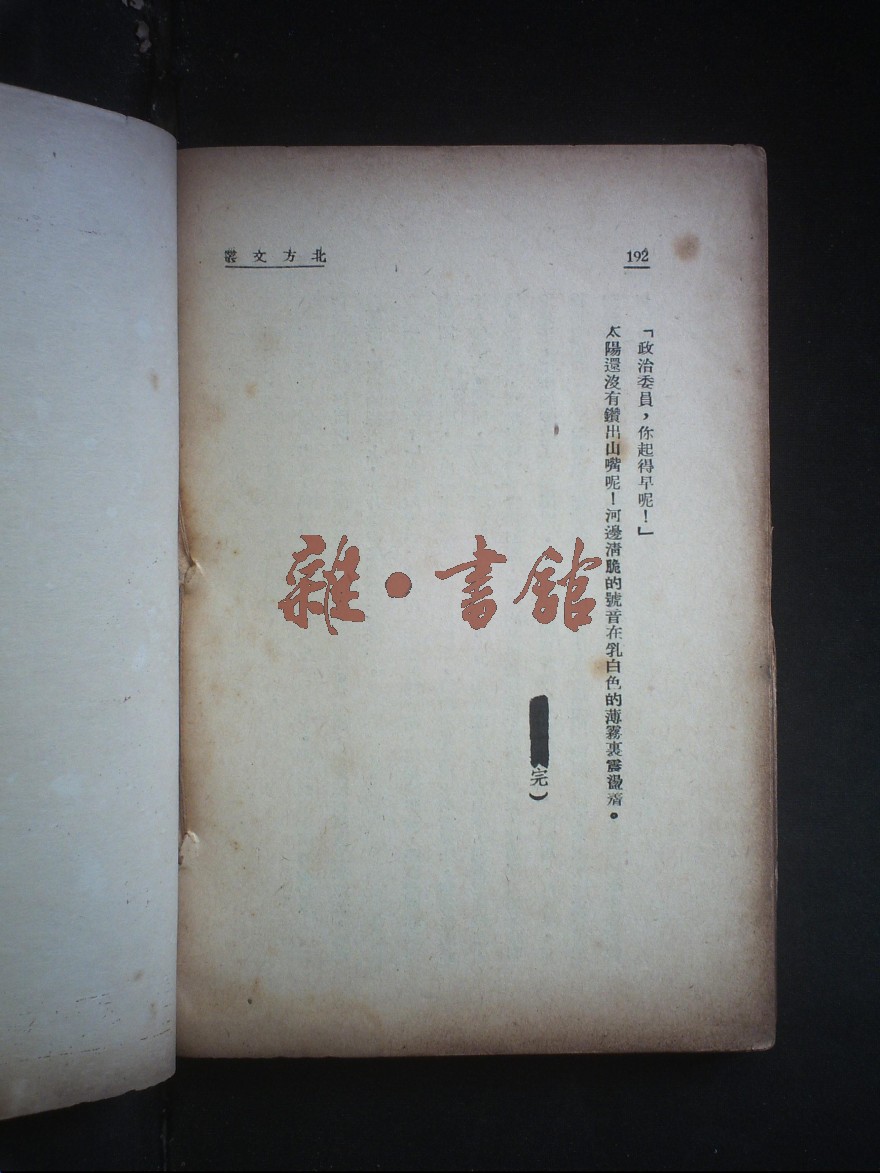 192
北方文叢
「政治委員，你起得早呢！」
太陽還沒有鑽出山嘴呢！河邊清脆的號音在乳白色的薄霧裏震盪着。
完）
雜·書館